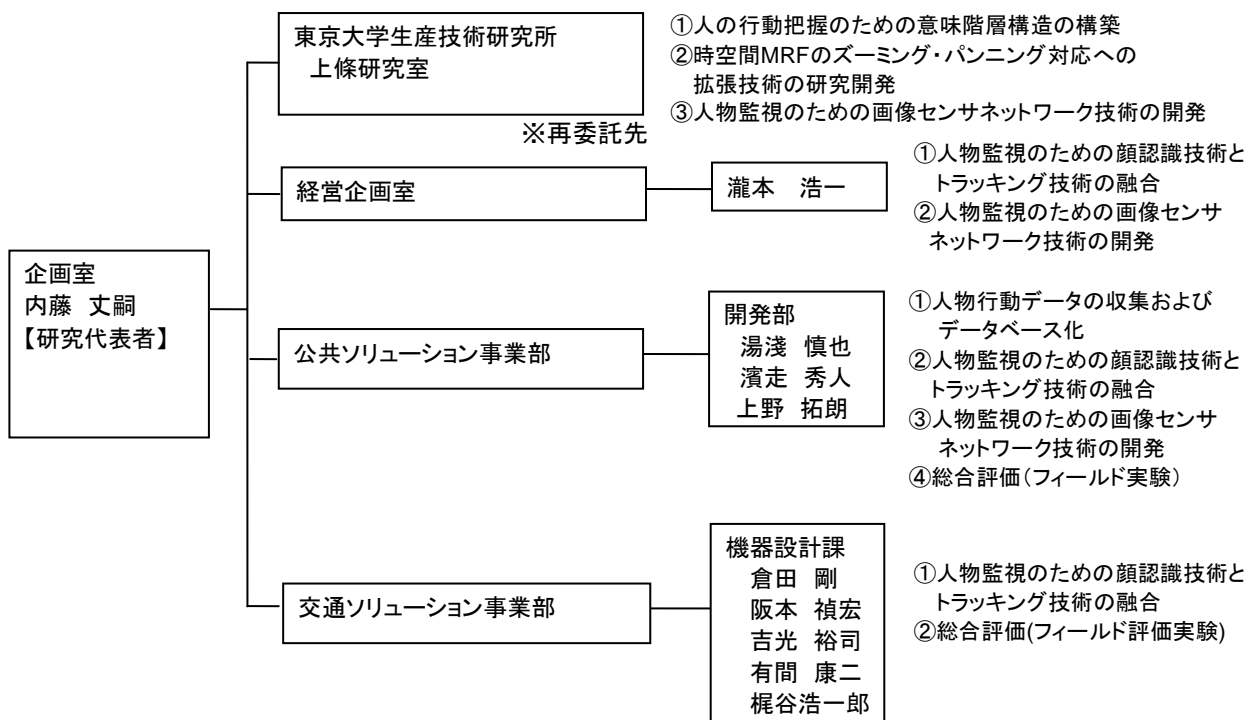 東京大学生産技術研究所
上條研究室
※再委託先
①人の行動把握のための意味階層構造の構築
②時空間MRFのズーミング・パンニング対応への
拡張技術の研究開発
③人物監視のための画像センサネットワーク技術の開発
経営企画室
瀧本 浩一
①人物監視のための顔認識技術と
トラッキング技術の融合
②人物監視のための画像センサ
ネットワーク技術の開発
企画室
内藤 丈嗣
【研究代表者】
公共ソリューション事業部
開発部
湯淺 慎也
濱走 秀人
上野 拓朗
①人物行動データの収集および
データベース化
②人物監視のための顔認識技術と
トラッキング技術の融合
③人物監視のための画像センサ
ネットワーク技術の開発
④総合評価（フィールド実験）
交通ソリューション事業部
機器設計課
倉田 剛
阪本 禎宏
吉光 裕司
有間 康二
梶谷浩一郎
①人物監視のための顔認識技術と
トラッキング技術の融合
②総合評価(フィールド評価実験)